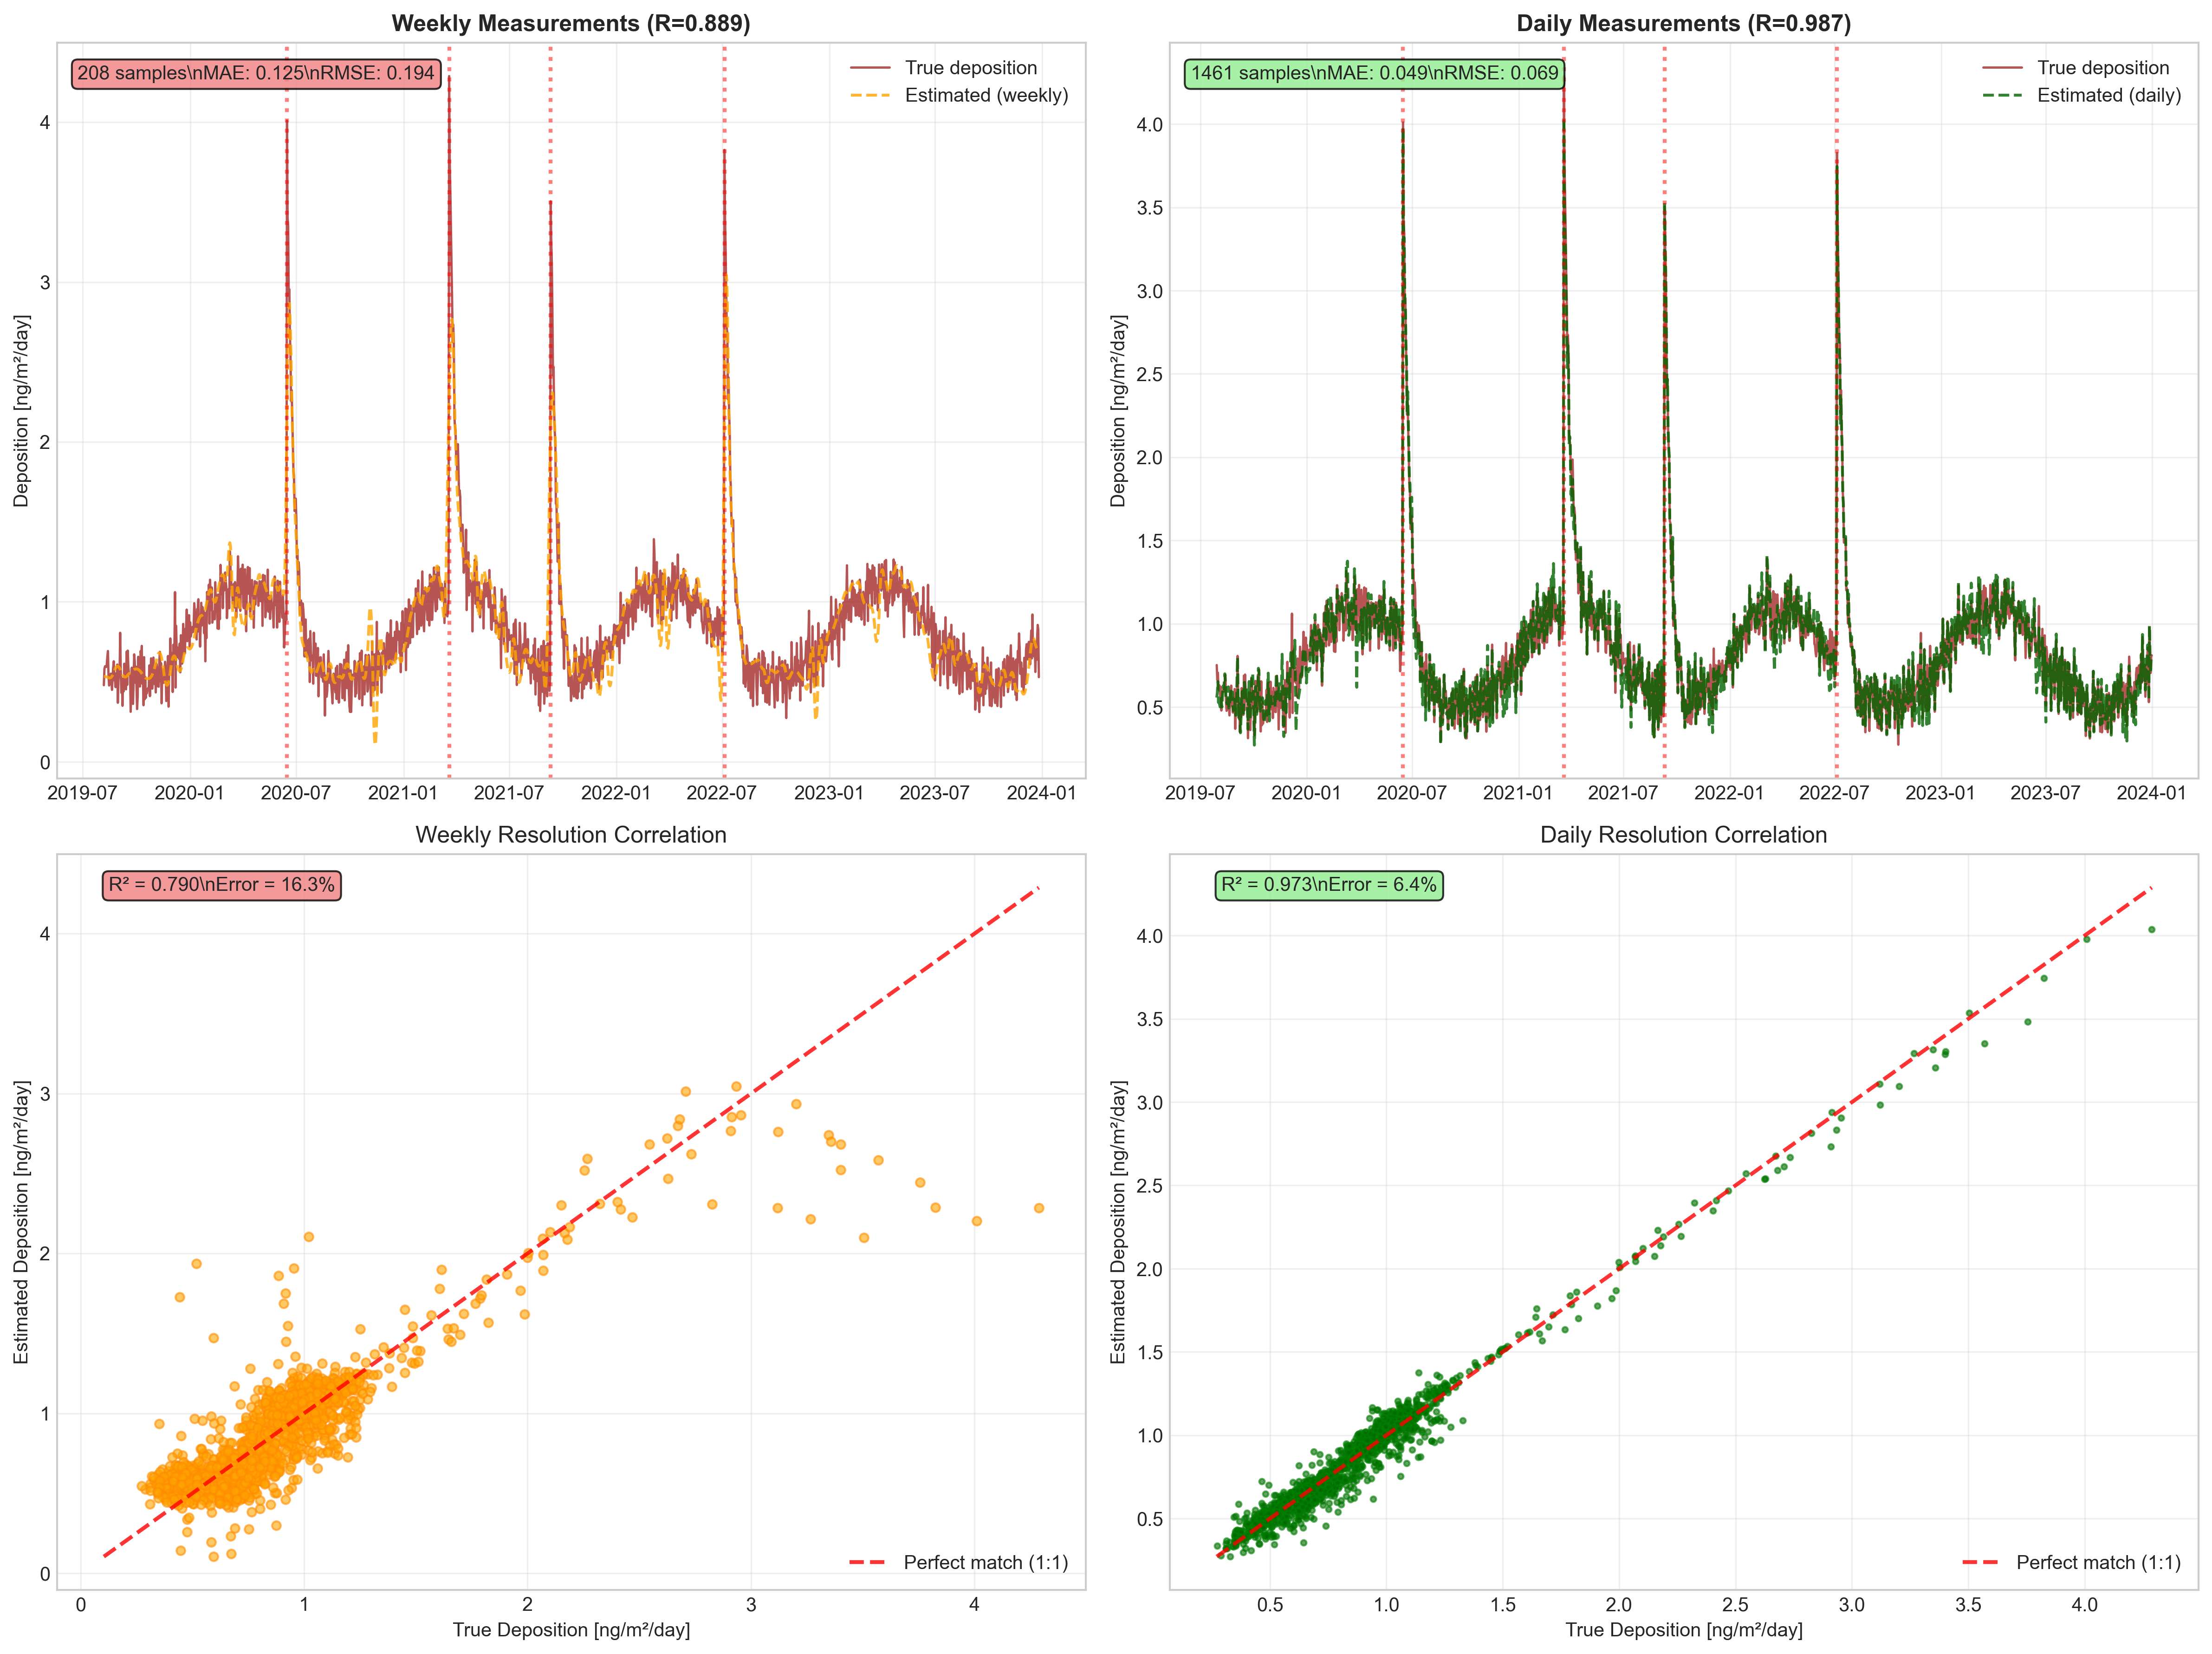 Weekly Measurements (R=0.889)
208 samples\nMAE: 0.125\nRMSE: 0.194
True deposition
Estimated (weekly)
Deposition [ng/m²/day]
4
3
2
1
0
2019-07 2020-01 2020-07 2021-01 2021-07 2022-01 2022-07 2023-01 2023-07 2024-01
Daily Measurements (R=0.987)
1461 samples\nMAE: 0.049\nRMSE: 0.069
True deposition
Estimated (daily)
Deposition [ng/m²/day]
4.0
3.5
3.0
2.5
2.0
1.5
1.0
0.5
2019-07 2020-01 2020-07 2021-01 2021-07 2022-01 2022-07 2023-01 2023-07 2024-01
Weekly Resolution Correlation
R² = 0.790\nError = 16.3%
Estimated Deposition [ng/m²/day]
4
3
2
1
0
Perfect match (1:1)
0 1 2 3 4
True Deposition [ng/m²/day]
Daily Resolution Correlation
R² = 0.973\nError = 6.4%
Estimated Deposition [ng/m²/day]
4.0
3.5
3.0
2.5
2.0
1.5
1.0
0.5
Perfect match (1:1)
0.5 1.0 1.5 2.0 2.5 3.0 3.5 4.0
True Deposition [ng/m²/day]